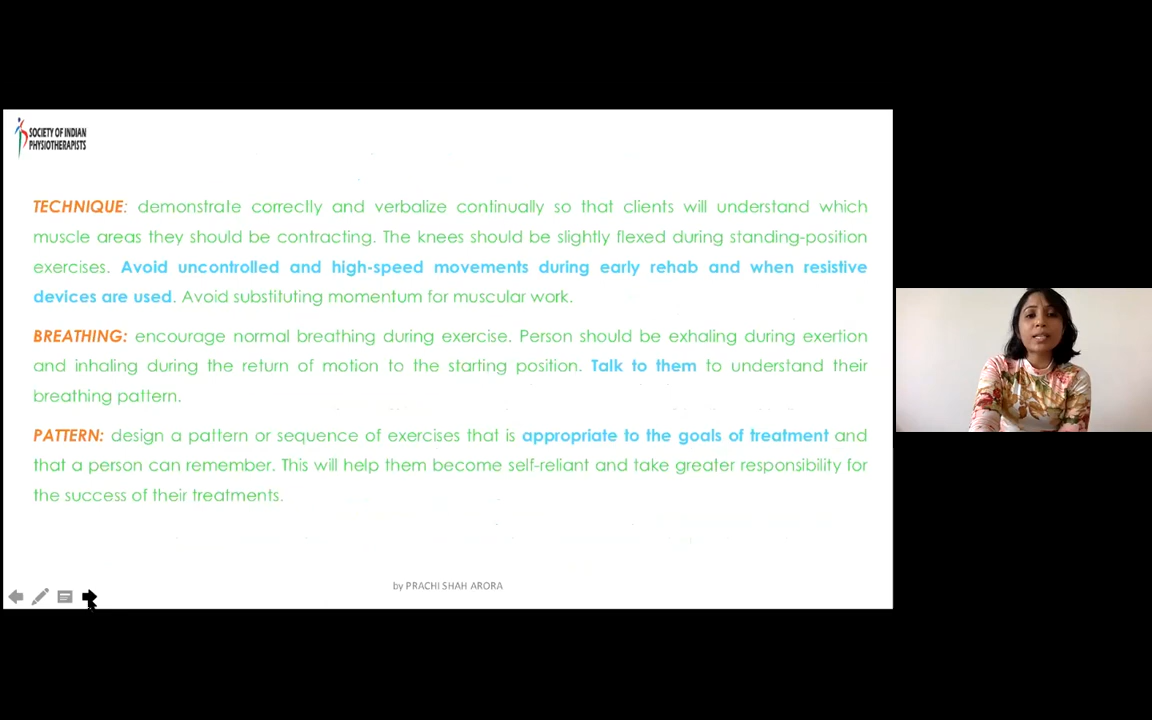 SOCIETY OF INDIAN
PHYSIOTHERAPISTS
TECHNIQUE: demonstrate correctly and verbalize continually so that clients will understand which
muscle areas they should be contracting. The knees should be slightly flexed during standing-position
exercises. Avoid uncontrolled and high-speed movements during early rehab and when resistive
devices are used. Avoid substituting momentum for muscular work.
BREATHING: encourage normal breathing during exercise. Person should be exhaling during exertion
and inhaling during the return of motion to the starting position. Talk to them to understand their
breathing pattern.
PATTERN: design a pattern or sequence of exercises that is appropriate to the goals of treatment and
that a person can remember. This will help them become self-reliant and take greater responsibility for
the success of their treatments.
by PRACHI SHAH ARORA